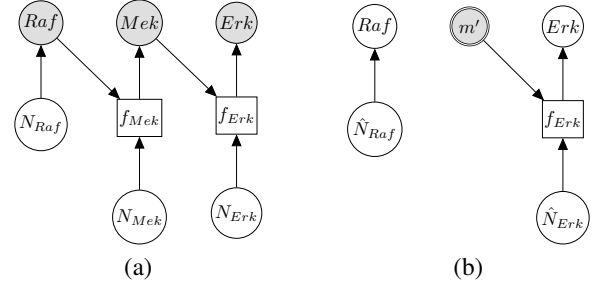 Raf Mek Erk Raf m′ Erk
N_Raf f_Mek f_Erk N̂_Raf f_Erk
N_Mek N_Erk N̂_Erk
(a) (b)